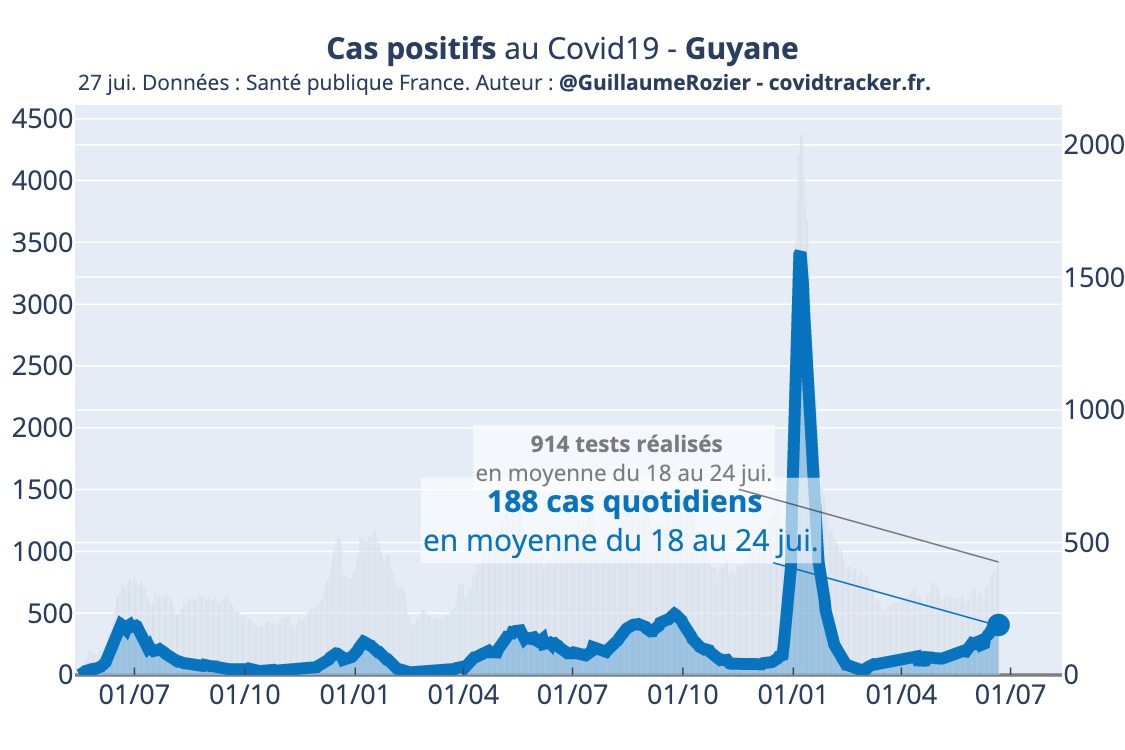 Cas positifs au Covid19 - Guyane
27 jui. Données : Santé publique France. Auteur : @GuillaumeRozier - covidtracker.fr.
4500
4000
3500
3000
2500
2000
1500
1000
500
0
2000
1500
1000
500
0
914 tests réalisés
en moyenne du 18 au 24 jui.
188 cas quotidiens
en moyenne du 18 au 24 jui.
01/07 01/10 01/01 01/04 01/07 01/10 01/01 01/04 01/07